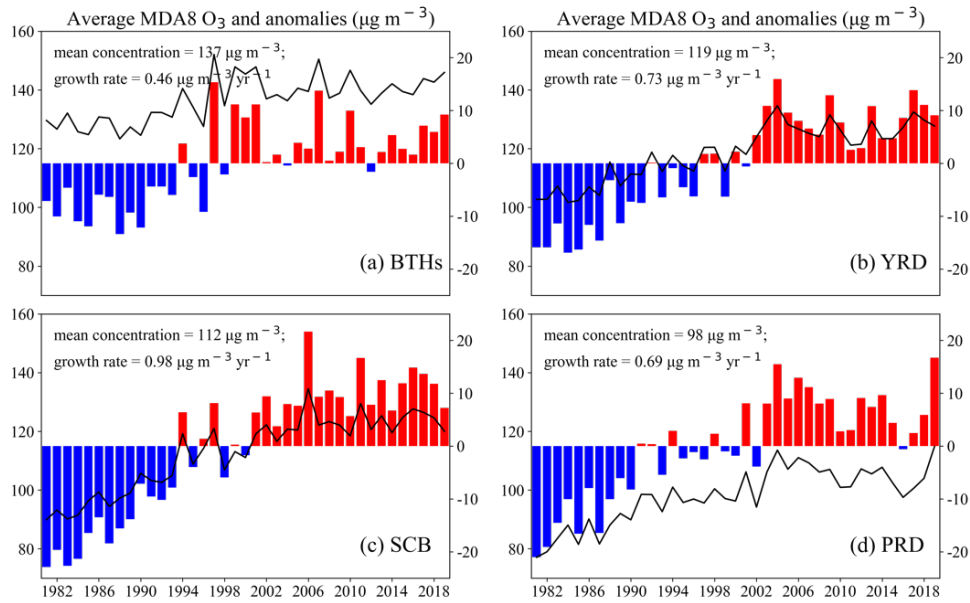 Average MDA8 O₃ and anomalies (μg m⁻³)
Average MDA8 O₃ and anomalies (μg m⁻³)
160
140
120
100
80
mean concentration = 137 μg m⁻³;
growth rate = 0.46 μg m⁻³ yr⁻¹
(a) BTHs
20
10
0
-10
-20
160
140
120
100
80
mean concentration = 119 μg m⁻³;
growth rate = 0.73 μg m⁻³ yr⁻¹
(b) YRD
20
10
0
-10
-20
160
140
120
100
80
mean concentration = 112 μg m⁻³;
growth rate = 0.98 μg m⁻³ yr⁻¹
(c) SCB
20
10
0
-10
-20
1982 1986 1990 1994 1998 2002 2006 2010 2014 2018
160
140
120
100
80
mean concentration = 98 μg m⁻³;
growth rate = 0.69 μg m⁻³ yr⁻¹
(d) PRD
20
10
0
-10
-20
1982 1986 1990 1994 1998 2002 2006 2010 2014 2018